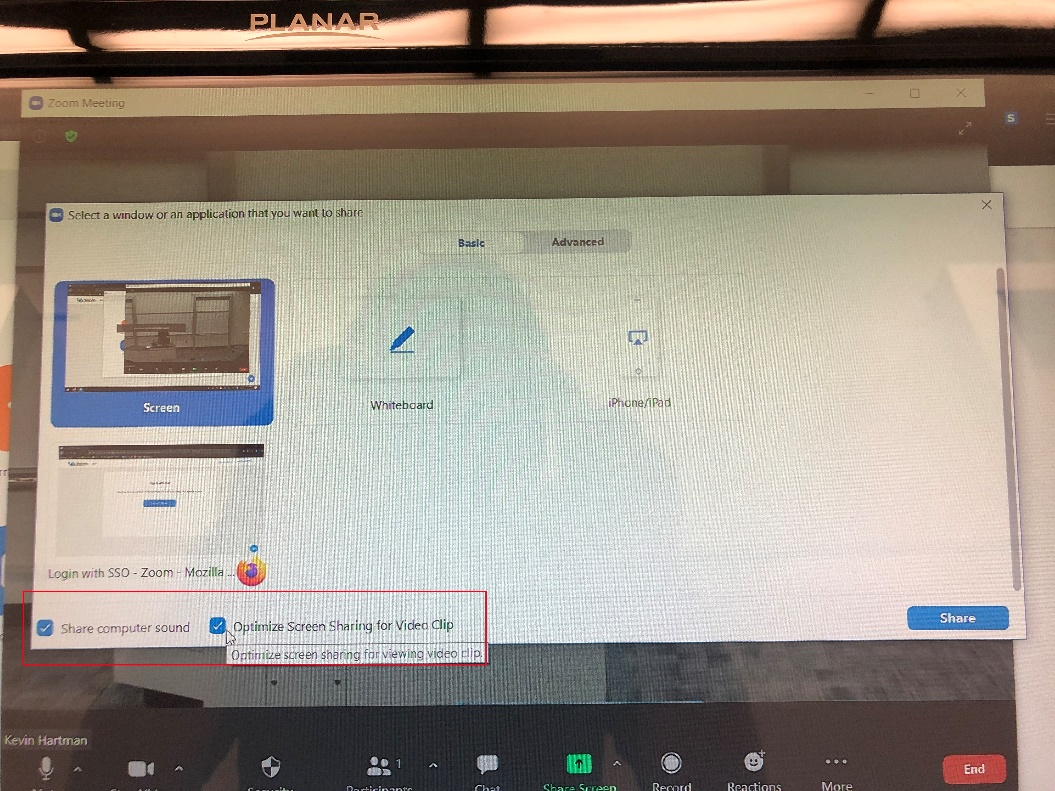 PLANAR
Zoom Meeting
S
Select a window or an application that you want to share
Basic
Advanced
Screen
Whiteboard
iPhone/iPad
Login with SSO - Zoom - Mozilla ...
Share computer sound
Optimize Screen Sharing for Video Clip
Optimize screen sharing for viewing video clip.
Share
Kevin Hartman
1
Security
Participants
Chat
Share Screen
Record
Reactions
More
End